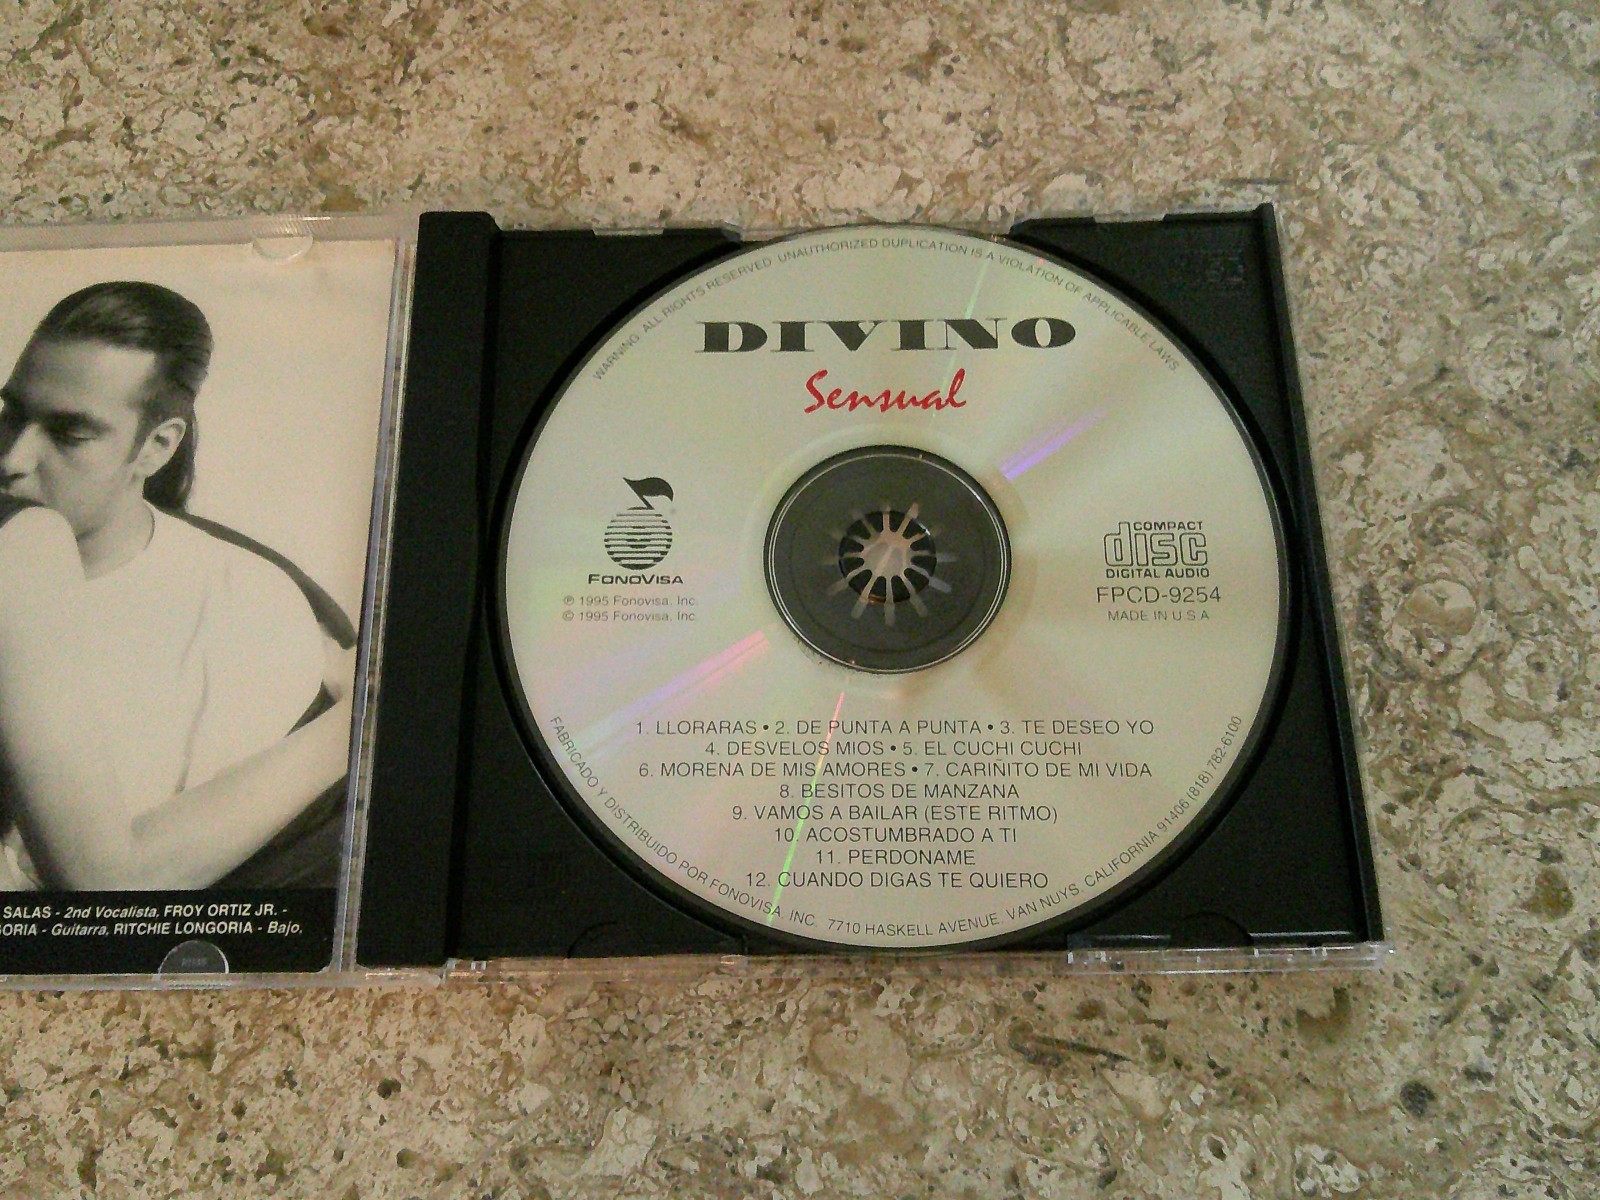 WARNING. ALL RIGHTS RESERVED UNAUTHORIZED DUPLICATION IS A VIOLATION OF APPLICABLE LAWS
DIVINO
Sensual
FONOVISA
℗ 1995 Fonovisa. Inc.
© 1995 Fonovisa. Inc.
COMPACT
disc
DIGITAL AUDIO
FPCD-9254
MADE IN U.S.A
1. LLORARAS • 2. DE PUNTA A PUNTA • 3. TE DESEO YO
4. DESVELOS MIOS • 5. EL CUCHI CUCHI
6. MORENA DE MIS AMORES • 7. CARIÑITO DE MI VIDA
8. BESITOS DE MANZANA
9. VAMOS A BAILAR (ESTE RITMO)
10. ACOSTUMBRADO A TI
11. PERDONAME
12. CUANDO DIGAS TE QUIERO
FABRICADO Y DISTRIBUIDO POR FONOVISA, INC. 7710 HASKELL AVENUE. VAN NUYS. CALIFORNIA 91406 (818) 782-6100
SALAS - 2nd Vocalista, FROY ORTIZ JR. -
ORIA - Guitarra, RITCHIE LONGORIA - Bajo,